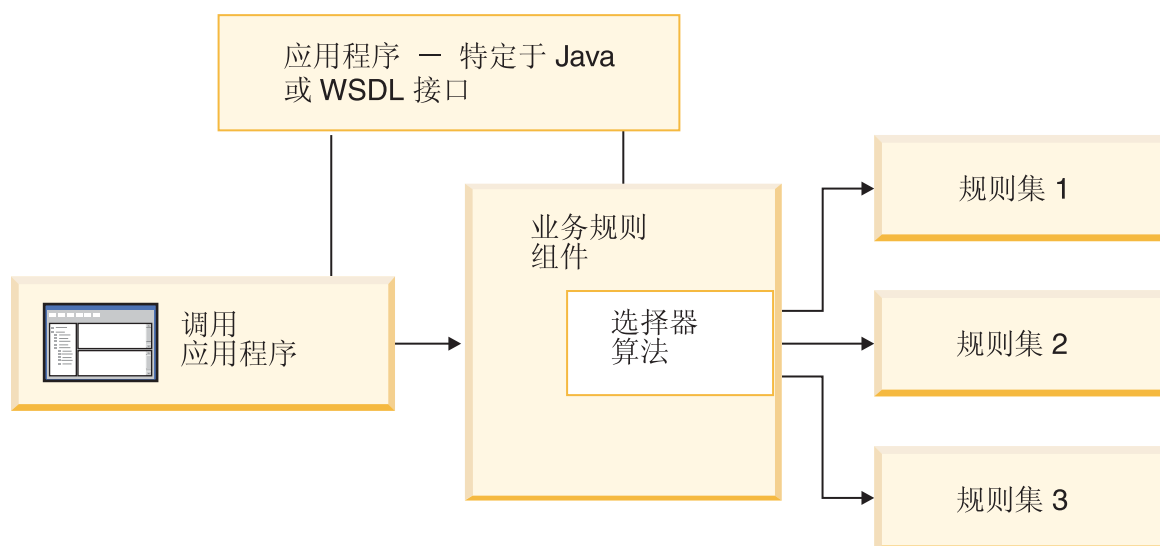 应用程序 — 特定于 Java
或 WSDL 接口
规则集 1
业务规则
组件
调用
应用程序
选择器
算法
规则集 2
规则集 3